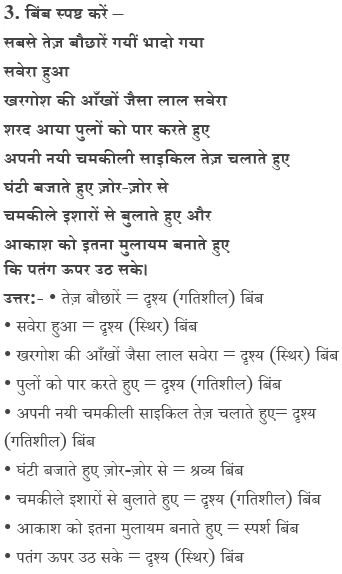 3. बिंब स्पष्ट करें –
सबसे तेज़ बौछारें गयीं भादो गया
सवेरा हुआ
खरगोश की आँखों जैसा लाल सवेरा
शरद आया पुलों को पार करते हुए
अपनी नयी चमकीली साइकिल तेज़ चलाते हुए
घंटी बजाते हुए ज़ोर-ज़ोर से
चमकीले इशारों से बुलाते हुए और
आकाश को इतना मुलायम बनाते हुए
कि पतंग ऊपर उठ सके।
उत्तर:- • तेज़ बौछारें = दृश्य (गतिशील) बिंब
• सवेरा हुआ = दृश्य (स्थिर) बिंब
• खरगोश की आँखों जैसा लाल सवेरा = दृश्य (स्थिर) बिंब
• पुलों को पार करते हुए = दृश्य (गतिशील) बिंब
• अपनी नयी चमकीली साइकिल तेज़ चलाते हुए= दृश्य
(गतिशील) बिंब
• घंटी बजाते हुए ज़ोर-ज़ोर से = श्रव्य बिंब
• चमकीले इशारों से बुलाते हुए = दृश्य (गतिशील) बिंब
• आकाश को इतना मुलायम बनाते हुए = स्पर्श बिंब
• पतंग ऊपर उठ सके = दृश्य (स्थिर) बिंब